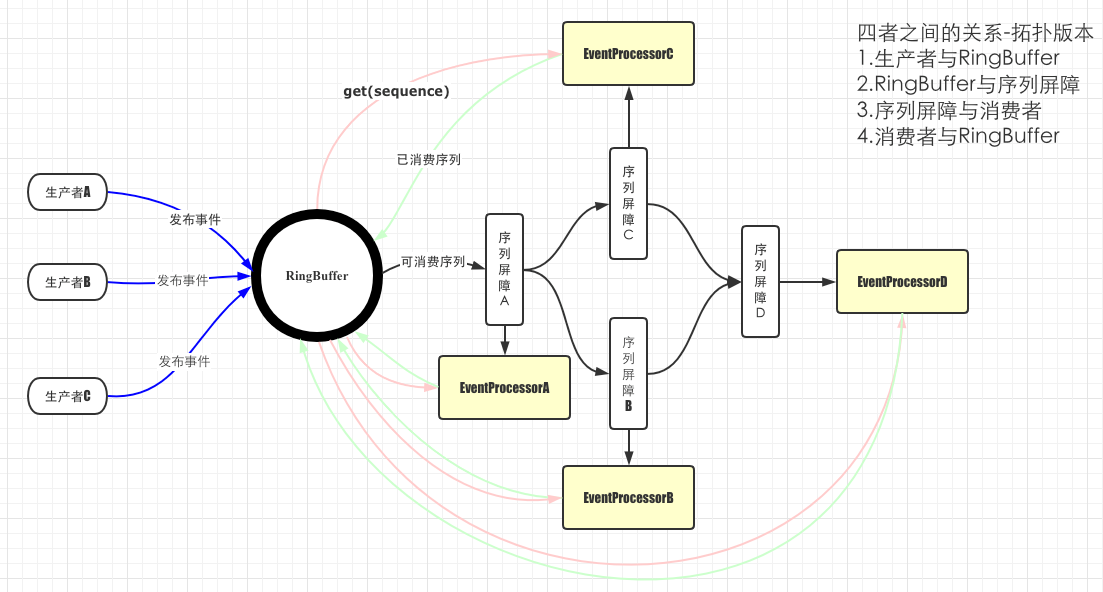 四者之间的关系-拓扑版本
1.生产者与RingBuffer
2.RingBuffer与序列屏障
3.序列屏障与消费者
4.消费者与RingBuffer
EventProcessorC
get(sequence)
已消费序列
生产者A
发布事件
生产者B
发布事件
生产者C
发布事件
RingBuffer
可消费序列
序列屏障A
序列屏障C
序列屏障B
序列屏障D
EventProcessorD
EventProcessorA
EventProcessorB